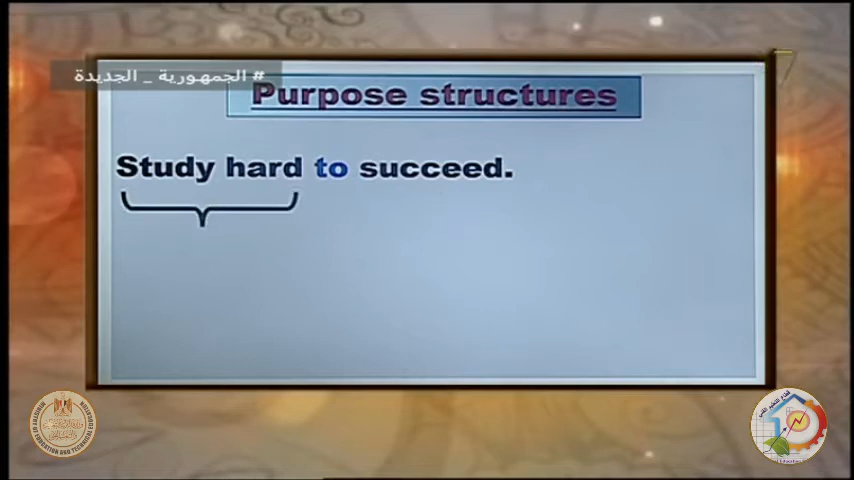 # الجمهورية _ الجديدة
Purpose structures
Study hard to succeed.